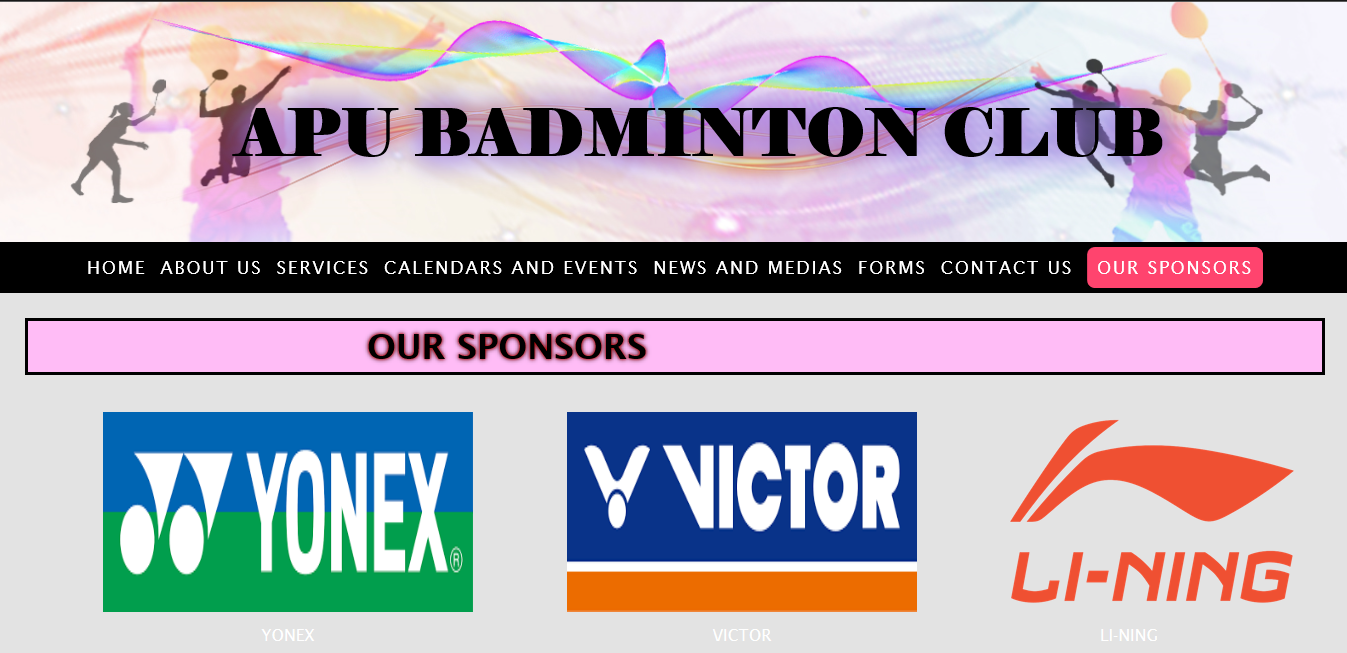 APU BADMINTON CLUB
HOME ABOUT US SERVICES CALENDARS AND EVENTS NEWS AND MEDIAS FORMS CONTACT US OUR SPONSORS
OUR SPONSORS
YONEX®
VICTOR
LI-NING
YONEX
VICTOR
LI-NING